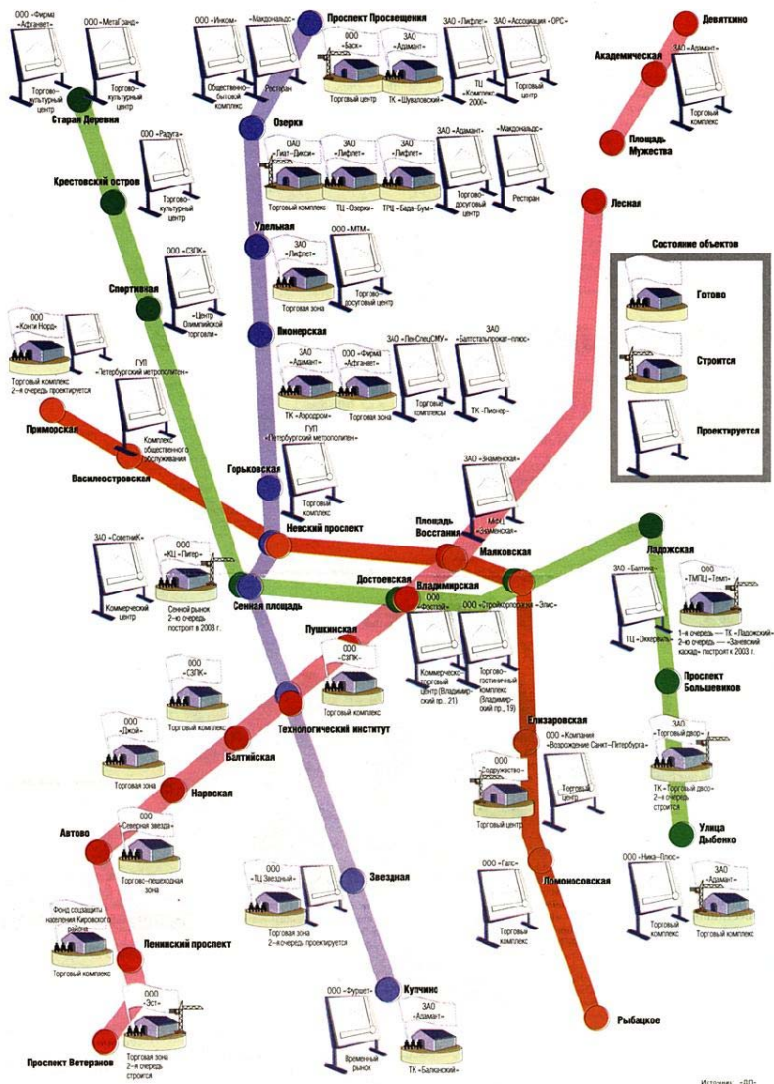 ООО «Фирма «Афганвет»
Торгово-культурный центр
ООО «МетаГранд»
Торгово-культурный центр
Старая Деревня
ООО «Инком»
Общественно-бытовой комплекс
«Макдональдс»
Ресторан
Проспект Просвещения
ООО «Баск»
Торговый центр
ЗАО «Адамант»
ТК «Шуваловский»
ЗАО «Лифлет»
ТЦ «Комплекс 2000»
ЗАО «Ассоциация «ОРС»
Торговый центр
Девяткино
Академическая
ЗАО «Адамант»
Торговый комплекс
Площадь Мужества
Озерки
ОАО «Лиат-Дикси»
Торговый комплекс
ЗАО «Лифлет»
ТЦ «Озерки»
ЗАО «Лифлет»
ТРЦ «Бада-Бум»
ЗАО «Адамант»
Торгово-досуговый центр
«Макдональдс»
Ресторан
ООО «Радуга»
Торгово-культурный центр
Крестовский остров
Лесная
Удельная
ЗАО «Лифлет»
Торговая зона
ООО «МТМ»
Торгово-досуговый центр
Состояние объектов
Готово
Строится
Проектируется
ООО «СЗПК»
«Центр Олимпийской торговли»
Спортивная
Пионерская
ЗАО «Адамант»
ТК «Аэродром»
ООО «Фирма «Афганвет»
Торговая зона
ЗАО «ЛенСпецСМУ»
Торговые комплексы
ЗАО «Балтстальпрокат-плюс»
ТК «Пионер»
ООО «Конти Норд»
Торговый комплекс
2-я очередь проектируется
ГУП «Петербургский метрополитен»
Комплекс общественного обслуживания
Приморская
Василеостровская
ГУП «Петербургский метрополитен»
Торговый комплекс
Горьковская
Невский проспект
ЗАО «Знаменская»
МФЦ «Знаменская»
Площадь Восстания
Маяковская
Ладожская
ЗАО «Советник»
Коммерческий центр
ООО «КЦ «Питер»
Сенной рынок
2-ю очередь построят в 2003 г.
Сенная площадь
Достоевская
Владимирская
ООО
Коммерческо-торговый центр (Владимирский пр., 21)
ООО «Стройкорпорация «Элис»
Торгово-гостиничный комплекс (Владимирский пр., 19)
ЗАО «Балтика»
ООО «ТМПЦ «Темп»
1-я очередь — ТК «Ладожский»
2-ю очередь — «Заневский каскад» построят к 2003 г.
Проспект Большевиков
Пушкинская
ООО «СЗПК»
Торговый комплекс
ООО «СЗПК»
Торговый комплекс
Технологический институт
Балтийская
ООО «Джой»
Торговая зона
Нарвская
Елизаровская
ООО «Содружество»
Торговый центр
ООО «Компания «Возрождение Санкт-Петербурга»
Торговый центр
ЗАО «Торговый двор»
ТК «Торговый двор»
2-я очередь строится
Улица Дыбенко
Автово
ООО «Северная звезда»
Торгово-пешеходная зона
ООО «ТЦ Звездный»
Торговая зона
2-я очередь проектируется
Звездная
ООО «Галс»
Торговый комплекс
Ломоносовская
ООО «Ника-Плюс»
Торговый комплекс
ЗАО «Адамант»
Торговый комплекс
Фонд соцзащиты населения Кировского района
Торговый комплекс
Ленинский проспект
ООО «Эст»
Торговая зона
2-я очередь строится
Проспект Ветеранов
ООО «Фуршет»
Временный рынок
Купчино
ЗАО «Адамант»
ТК «Балканский»
Рыбацкое